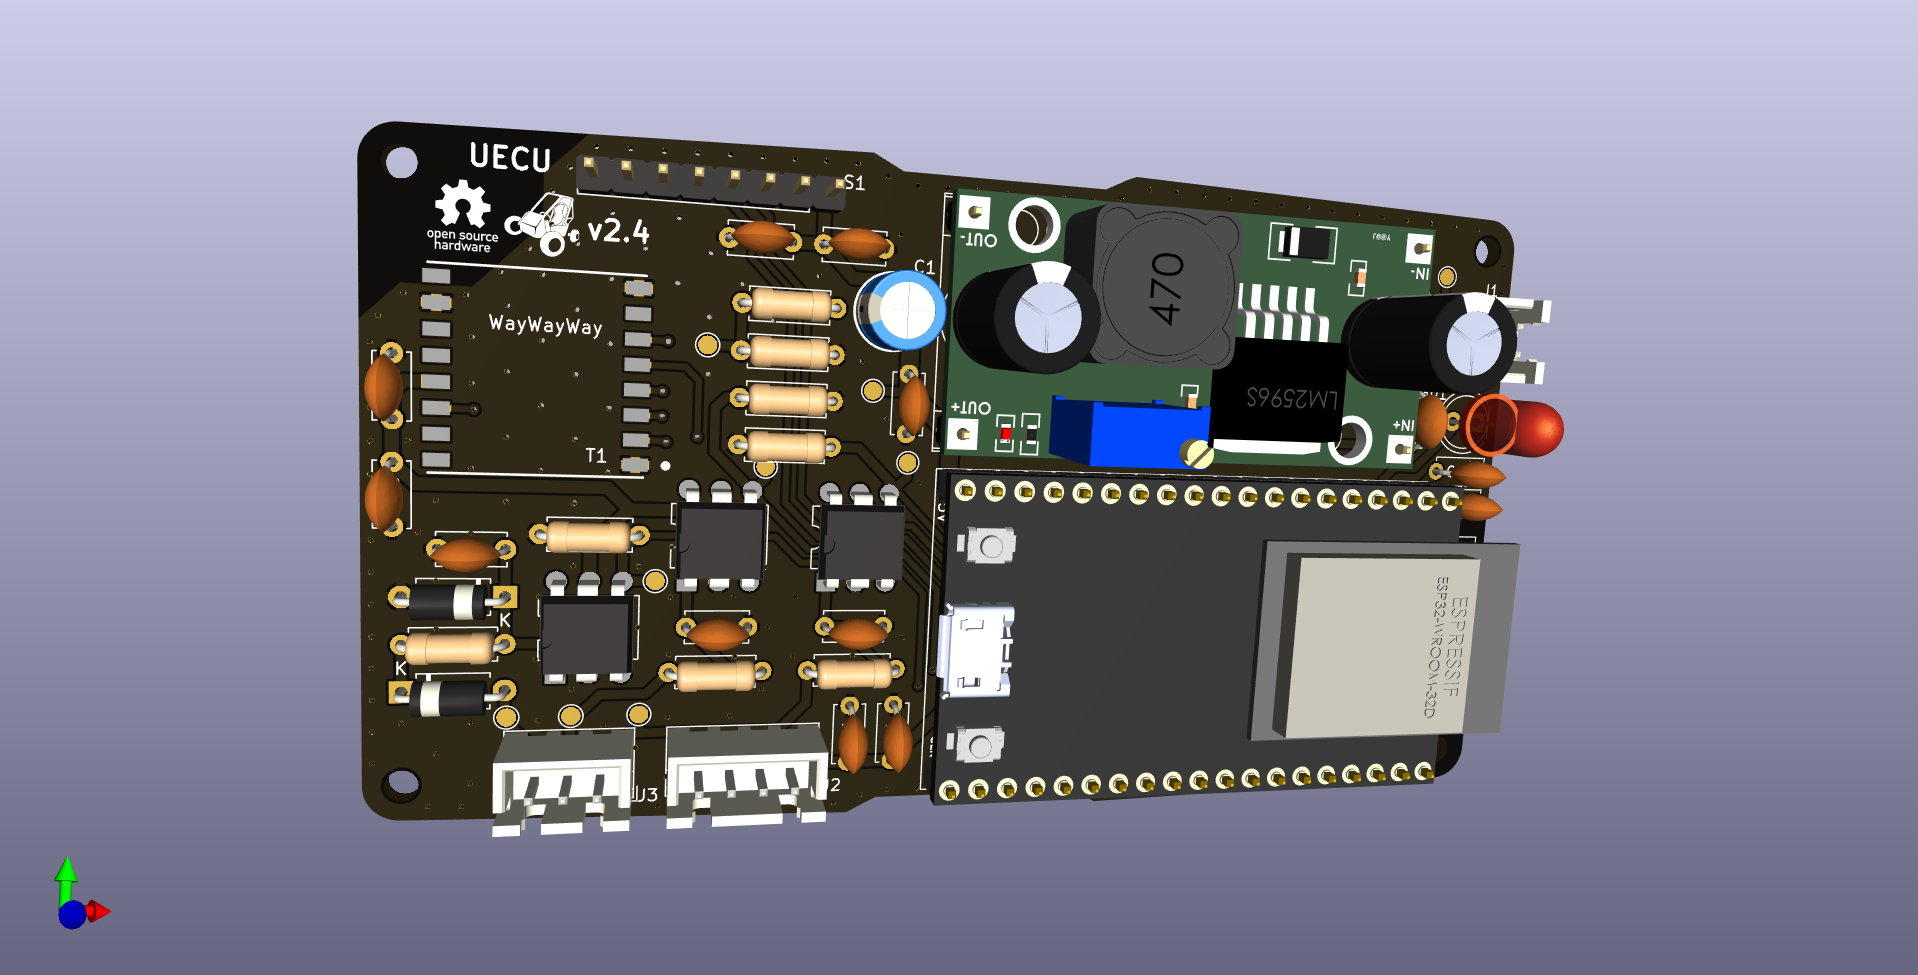 UECU
open source
hardware
v2.4
S1
C1
WayWayWay
T1
K
K
J3
J2
J1
OUT-
IN-
470
LM2596S
OUT+
IN+
ESPRESSIF
ESP32-WROOM-32D